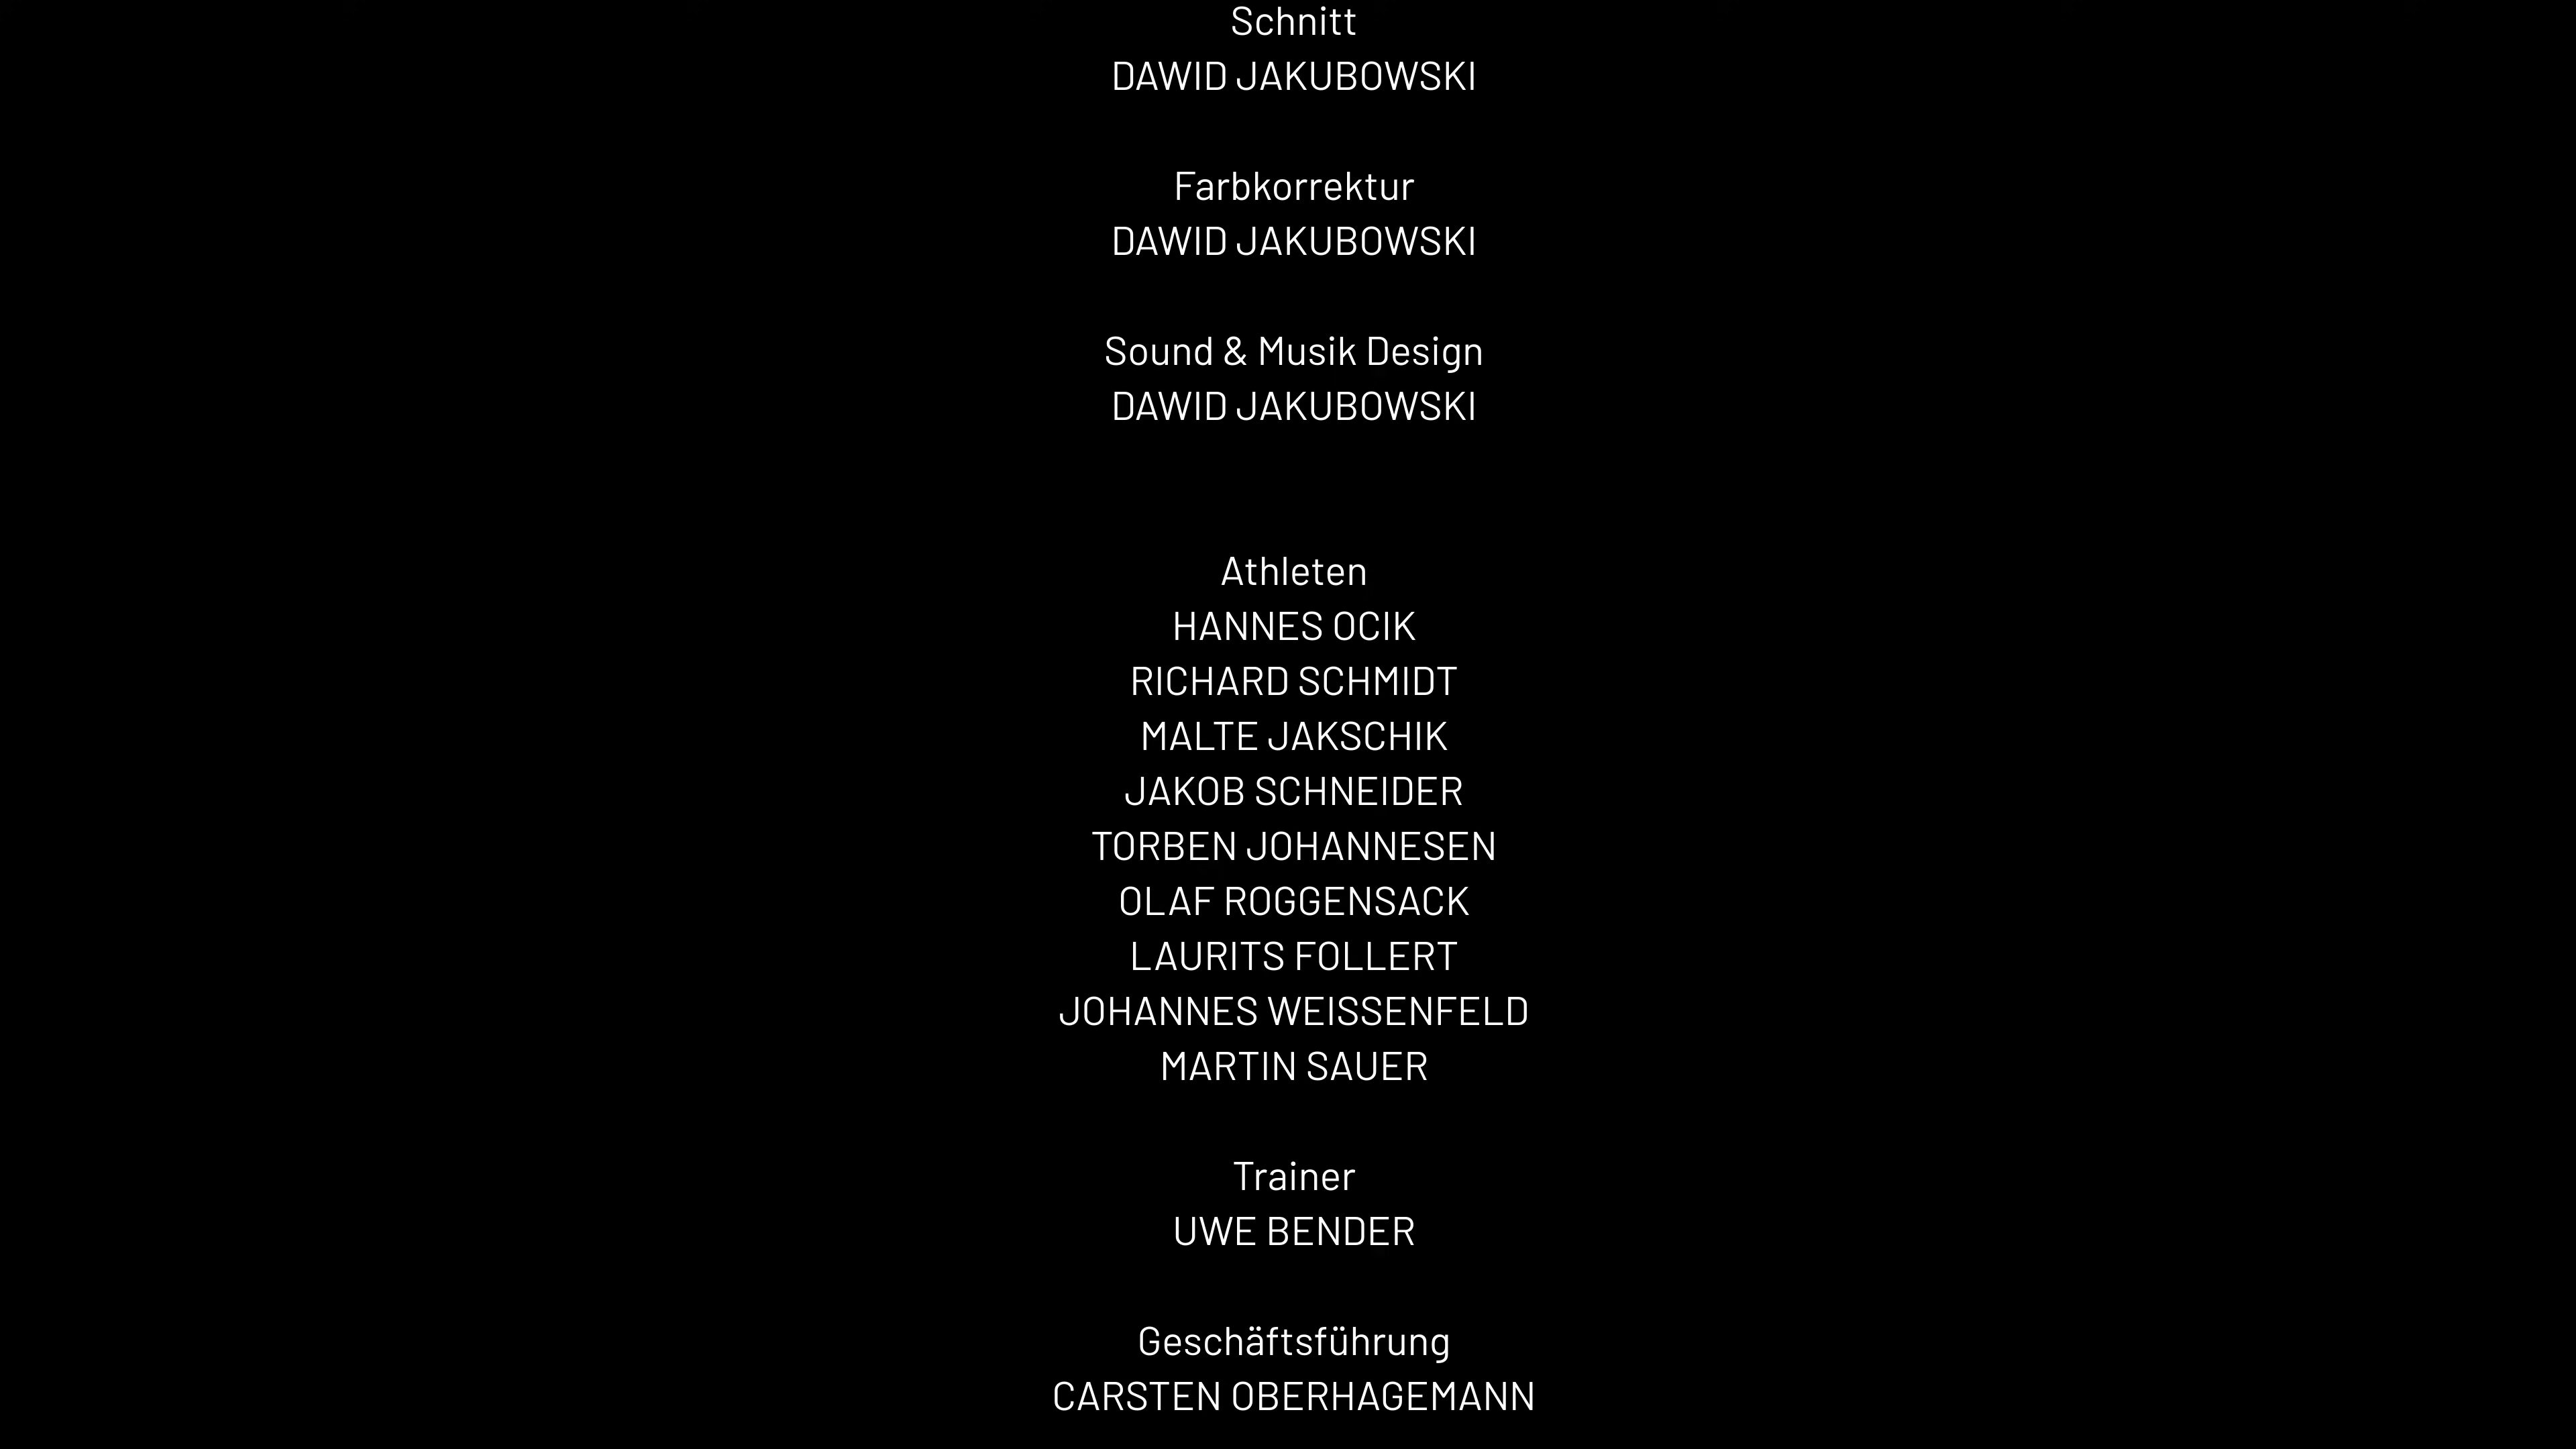 Schnitt
DAWID JAKUBOWSKI
Farbkorrektur
DAWID JAKUBOWSKI
Sound & Musik Design
DAWID JAKUBOWSKI
Athleten
HANNES OCIK
RICHARD SCHMIDT
MALTE JAKSCHIK
JAKOB SCHNEIDER
TORBEN JOHANNESEN
OLAF ROGGENSACK
LAURITS FOLLERT
JOHANNES WEISSENFELD
MARTIN SAUER
Trainer
UWE BENDER
Geschäftsführung
CARSTEN OBERHAGEMANN